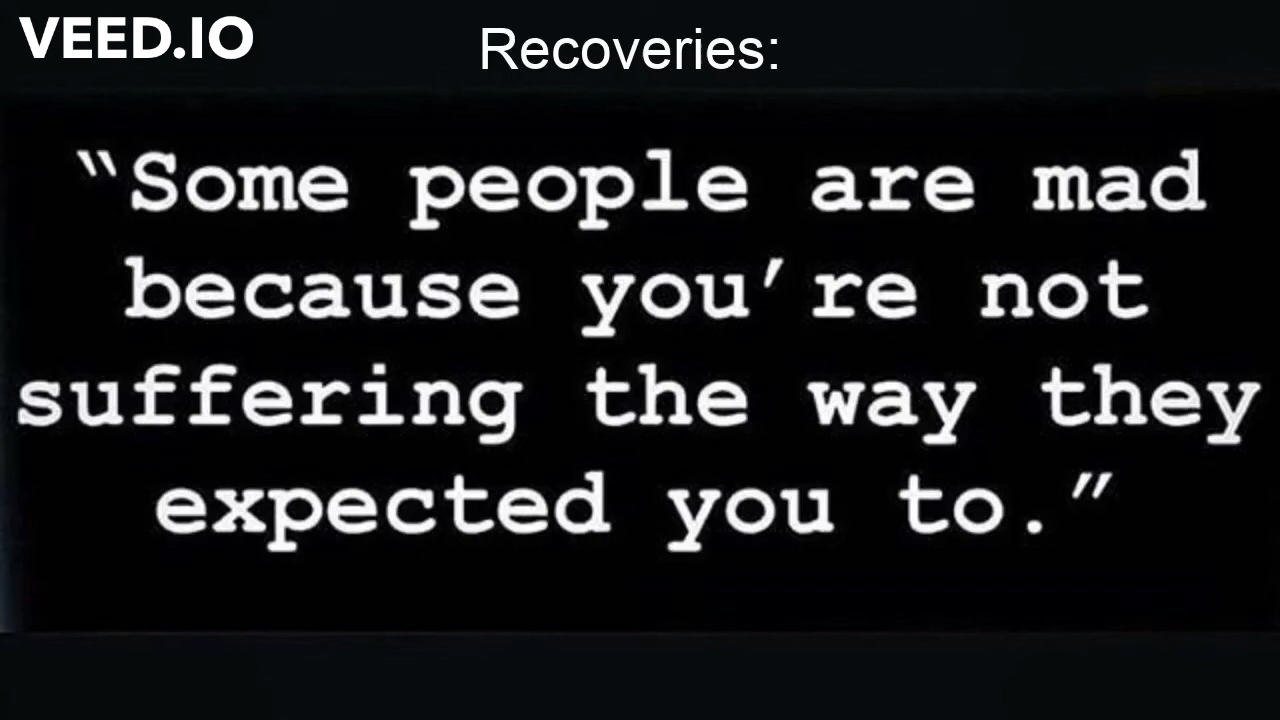 VEED.IO
Recoveries:
“Some people are mad
because you’re not
suffering the way they
expected you to.”